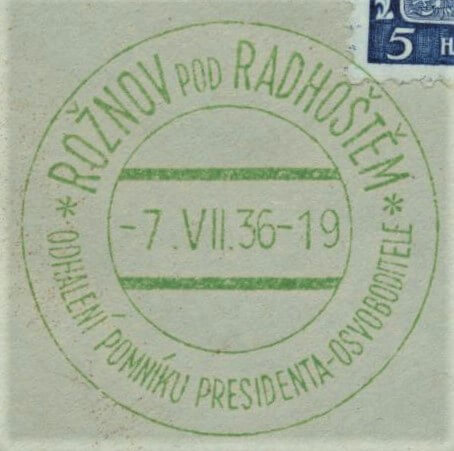 ROŽNOV POD RADHOŠTĚM
-7.VII.36-19
* ODHALENÍ POMNÍKU PRESIDENTA-OSVOBODITELE *
5 H